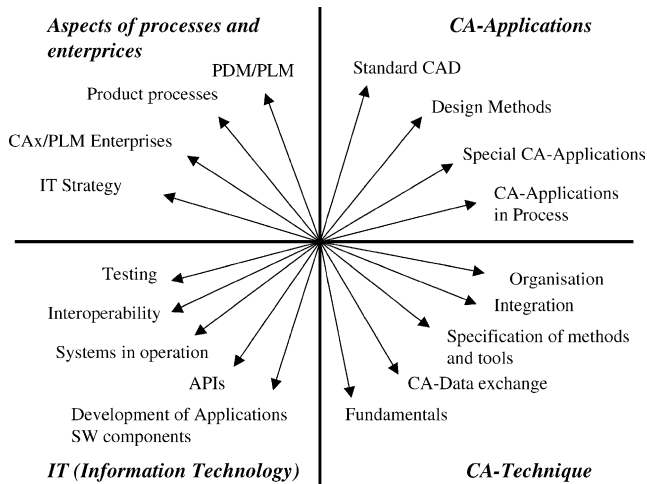 Aspects of processes and
enterprices
PDM/PLM
Product processes
CAx/PLM Enterprises
IT Strategy
CA-Applications
Standard CAD
Design Methods
Special CA-Applications
CA-Applications
in Process
Testing
Interoperability
Systems in operation
APIs
Development of Applications
SW components
IT (Information Technology)
Organisation
Integration
Specification of methods
and tools
CA-Data exchange
Fundamentals
CA-Technique